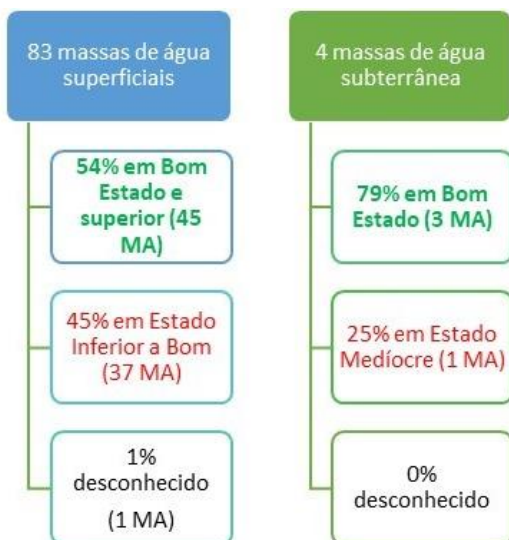 83 massas de água
superficiais
54% em Bom
Estado e
superior (45
MA)
45% em Estado
Inferior a Bom
(37 MA)
1%
desconhecido
(1 MA)
4 massas de água
subterrânea
79% em Bom
Estado (3 MA)
25% em Estado
Medíocre (1 MA)
0%
desconhecido